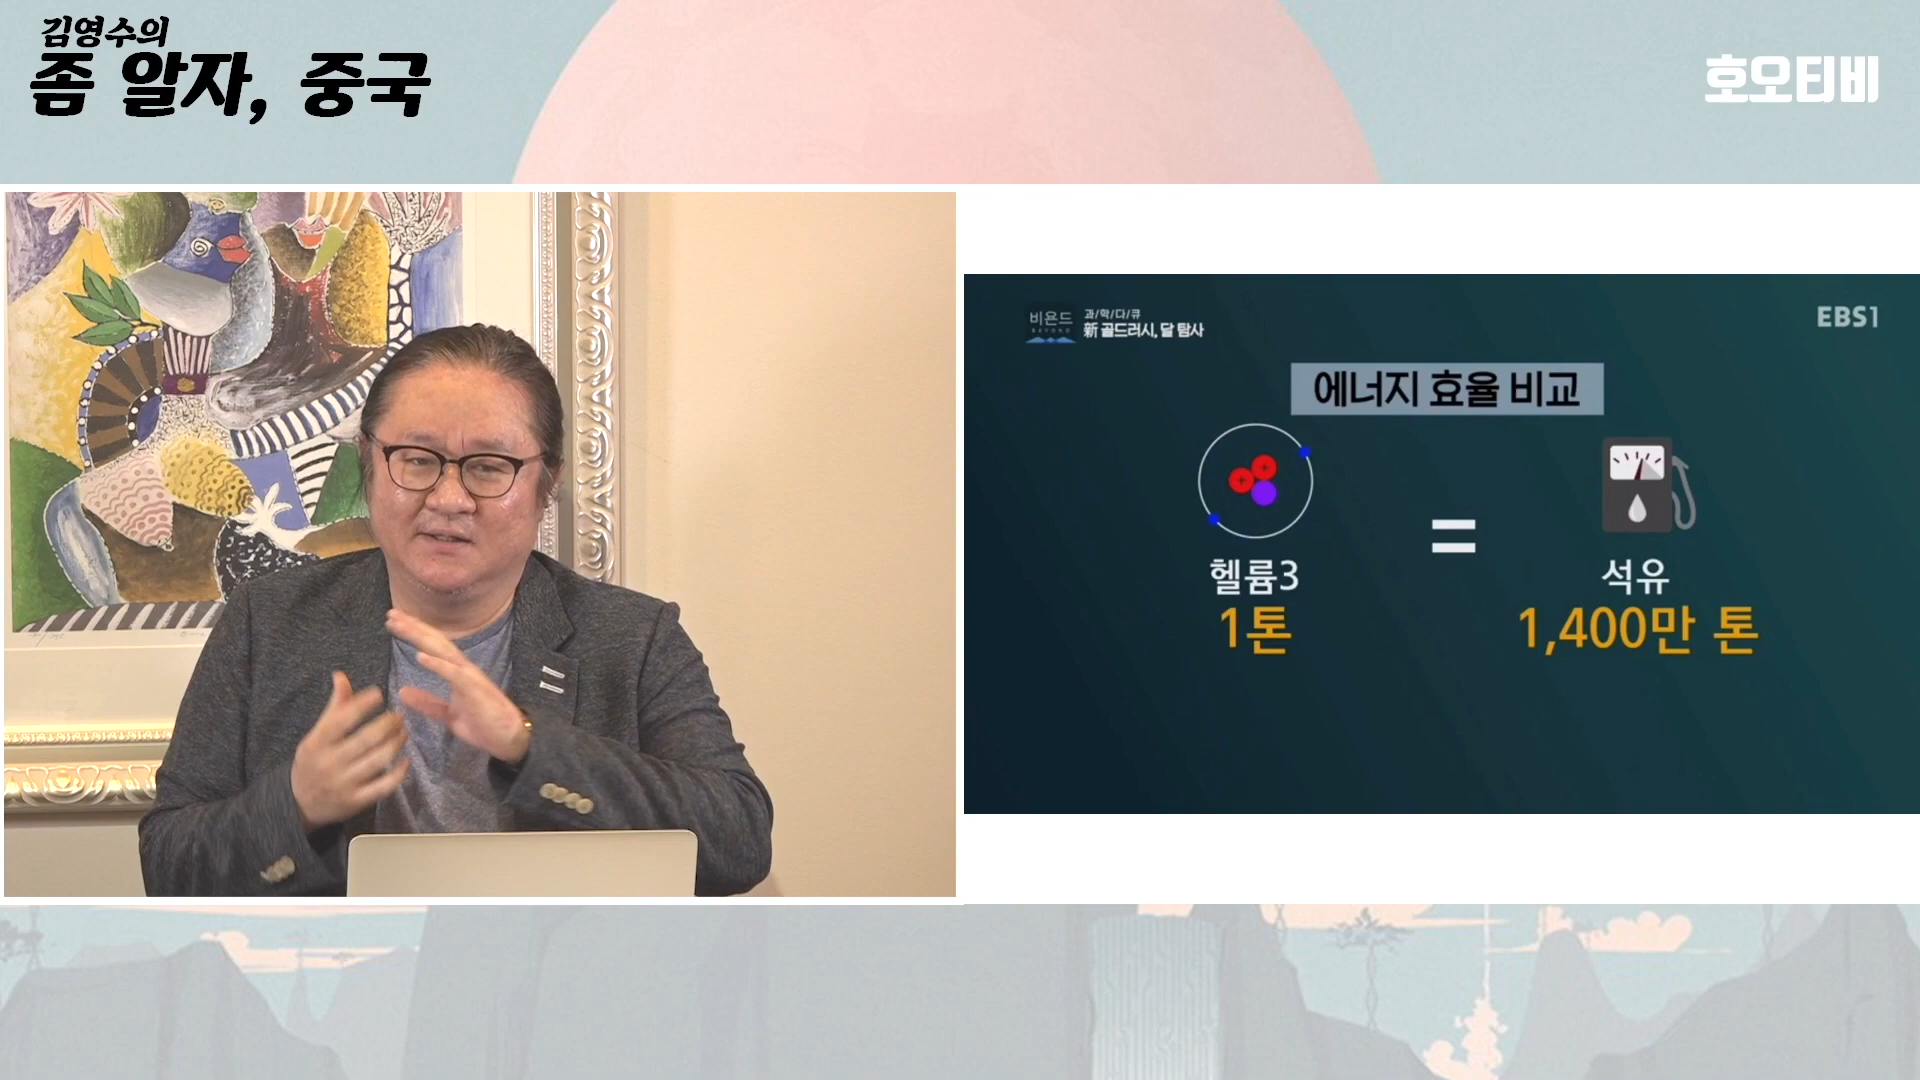 김영수의
좀 알자, 중국
호오티비
비욘드
BEYOND
과/학/다/큐
新 골드러시, 달 탐사
EBS1
에너지 효율 비교
헬륨3
1톤
=
석유
1,400만 톤